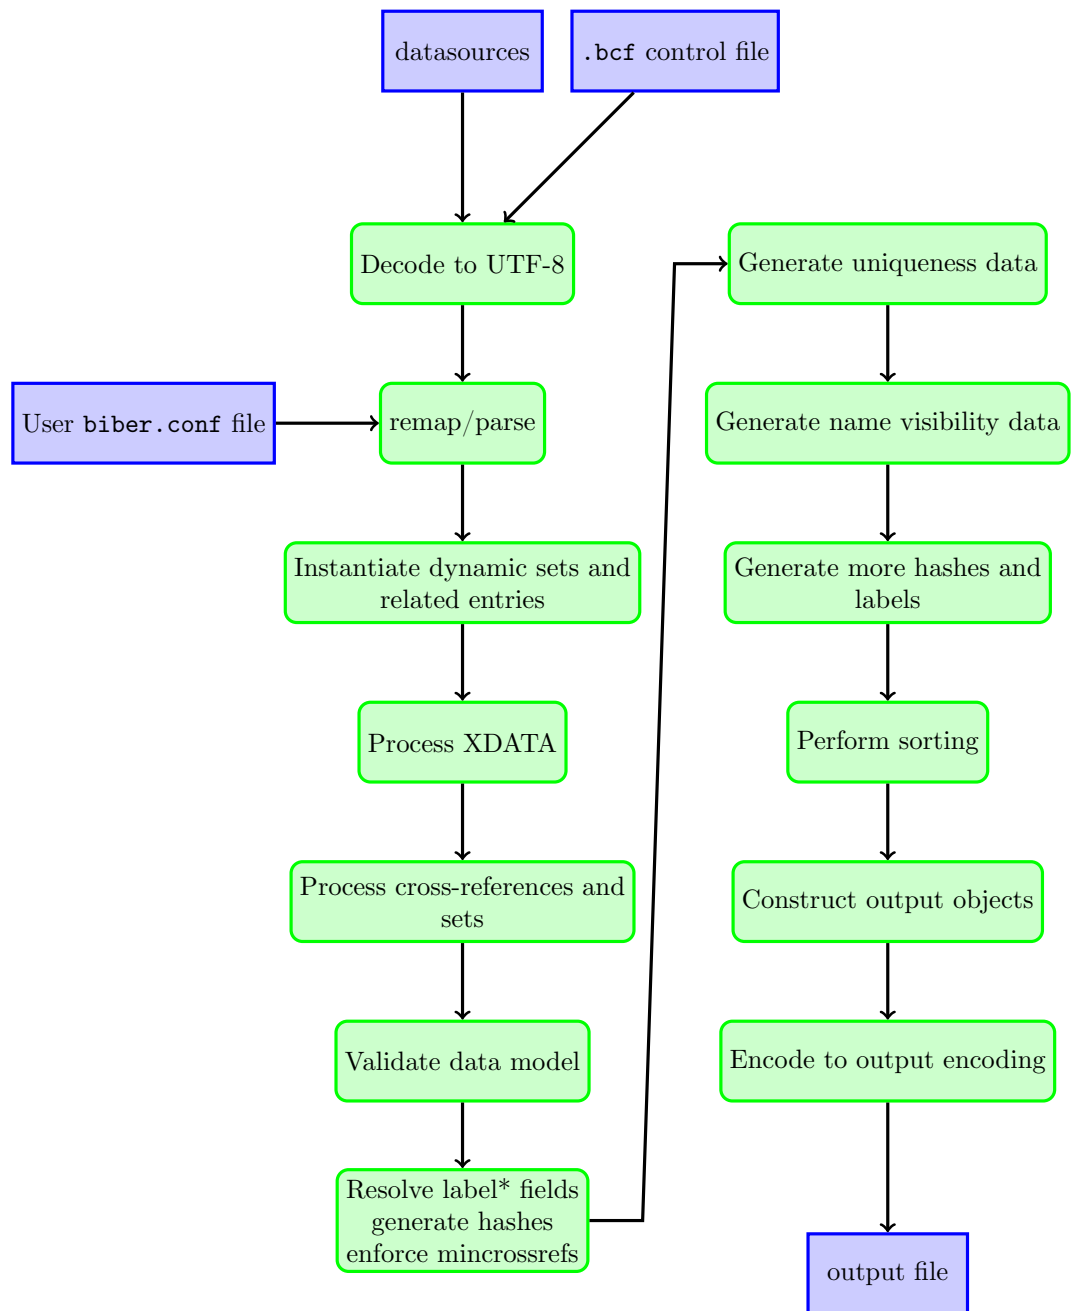 datasources
.bcf control file
Decode to UTF-8
User biber.conf file
remap/parse
Instantiate dynamic sets and
related entries
Process XDATA
Process cross-references and
sets
Validate data model
Resolve label* fields
generate hashes
enforce mincrossrefs
Generate uniqueness data
Generate name visibility data
Generate more hashes and
labels
Perform sorting
Construct output objects
Encode to output encoding
output file